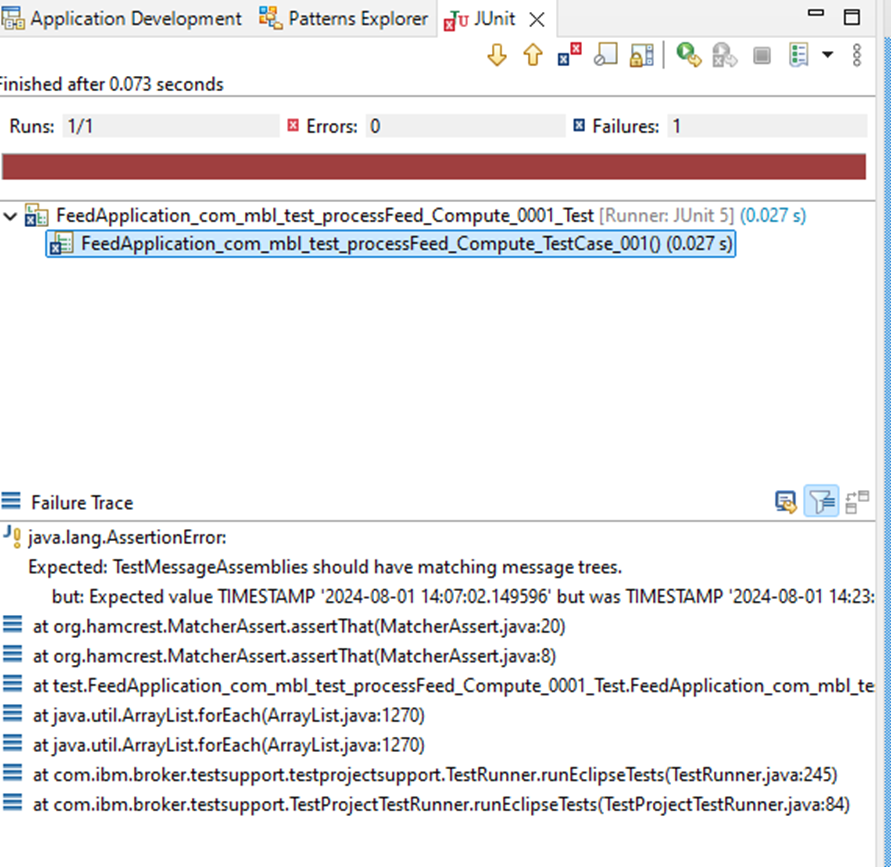 Application Development Patterns Explorer JUnit
Finished after 0.073 seconds
Runs: 1/1 Errors: 0 Failures: 1
FeedApplication_com_mbl_test_processFeed_Compute_0001_Test [Runner: JUnit 5] (0.027 s)
FeedApplication_com_mbl_test_processFeed_Compute_TestCase_001() (0.027 s)
Failure Trace
java.lang.AssertionError:
Expected: TestMessageAssemblies should have matching message trees.
but: Expected value TIMESTAMP '2024-08-01 14:07:02.149596' but was TIMESTAMP '2024-08-01 14:23:
at org.hamcrest.MatcherAssert.assertThat(MatcherAssert.java:20)
at org.hamcrest.MatcherAssert.assertThat(MatcherAssert.java:8)
at test.FeedApplication_com_mbl_test_processFeed_Compute_0001_Test.FeedApplication_com_mbl_te
at java.util.ArrayList.forEach(ArrayList.java:1270)
at java.util.ArrayList.forEach(ArrayList.java:1270)
at com.ibm.broker.testsupport.testprojectsupport.TestRunner.runEclipseTests(TestRunner.java:245)
at com.ibm.broker.testsupport.TestProjectTestRunner.runEclipseTests(TestProjectTestRunner.java:84)